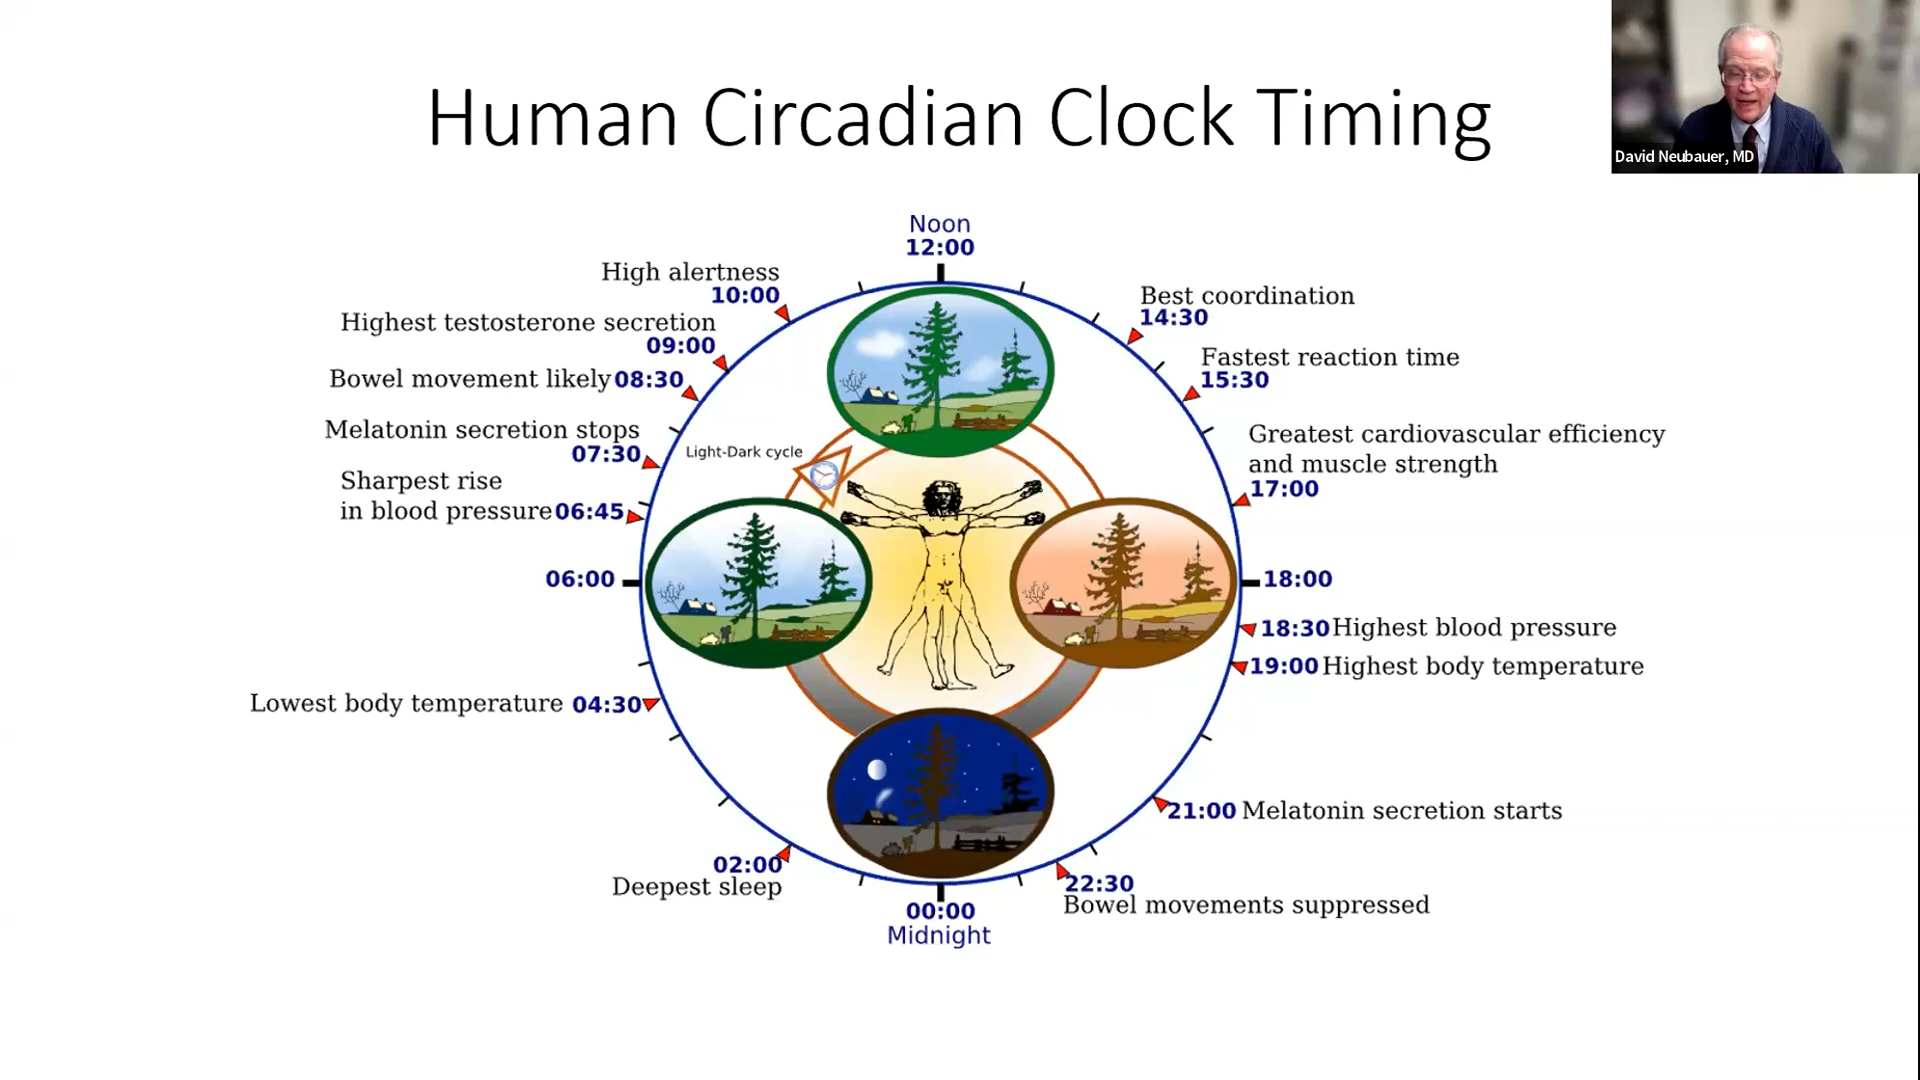 Human Circadian Clock Timing
David Neubauer, MD
Noon
12:00
High alertness
10:00
Highest testosterone secretion
09:00
Bowel movement likely 08:30
Melatonin secretion stops
07:30
Sharpest rise
in blood pressure 06:45
06:00
Lowest body temperature 04:30
02:00
Deepest sleep
Light-Dark cycle
Best coordination
14:30
Fastest reaction time
15:30
Greatest cardiovascular efficiency
and muscle strength
17:00
18:00
18:30 Highest blood pressure
19:00 Highest body temperature
21:00 Melatonin secretion starts
22:30
Bowel movements suppressed
00:00
Midnight